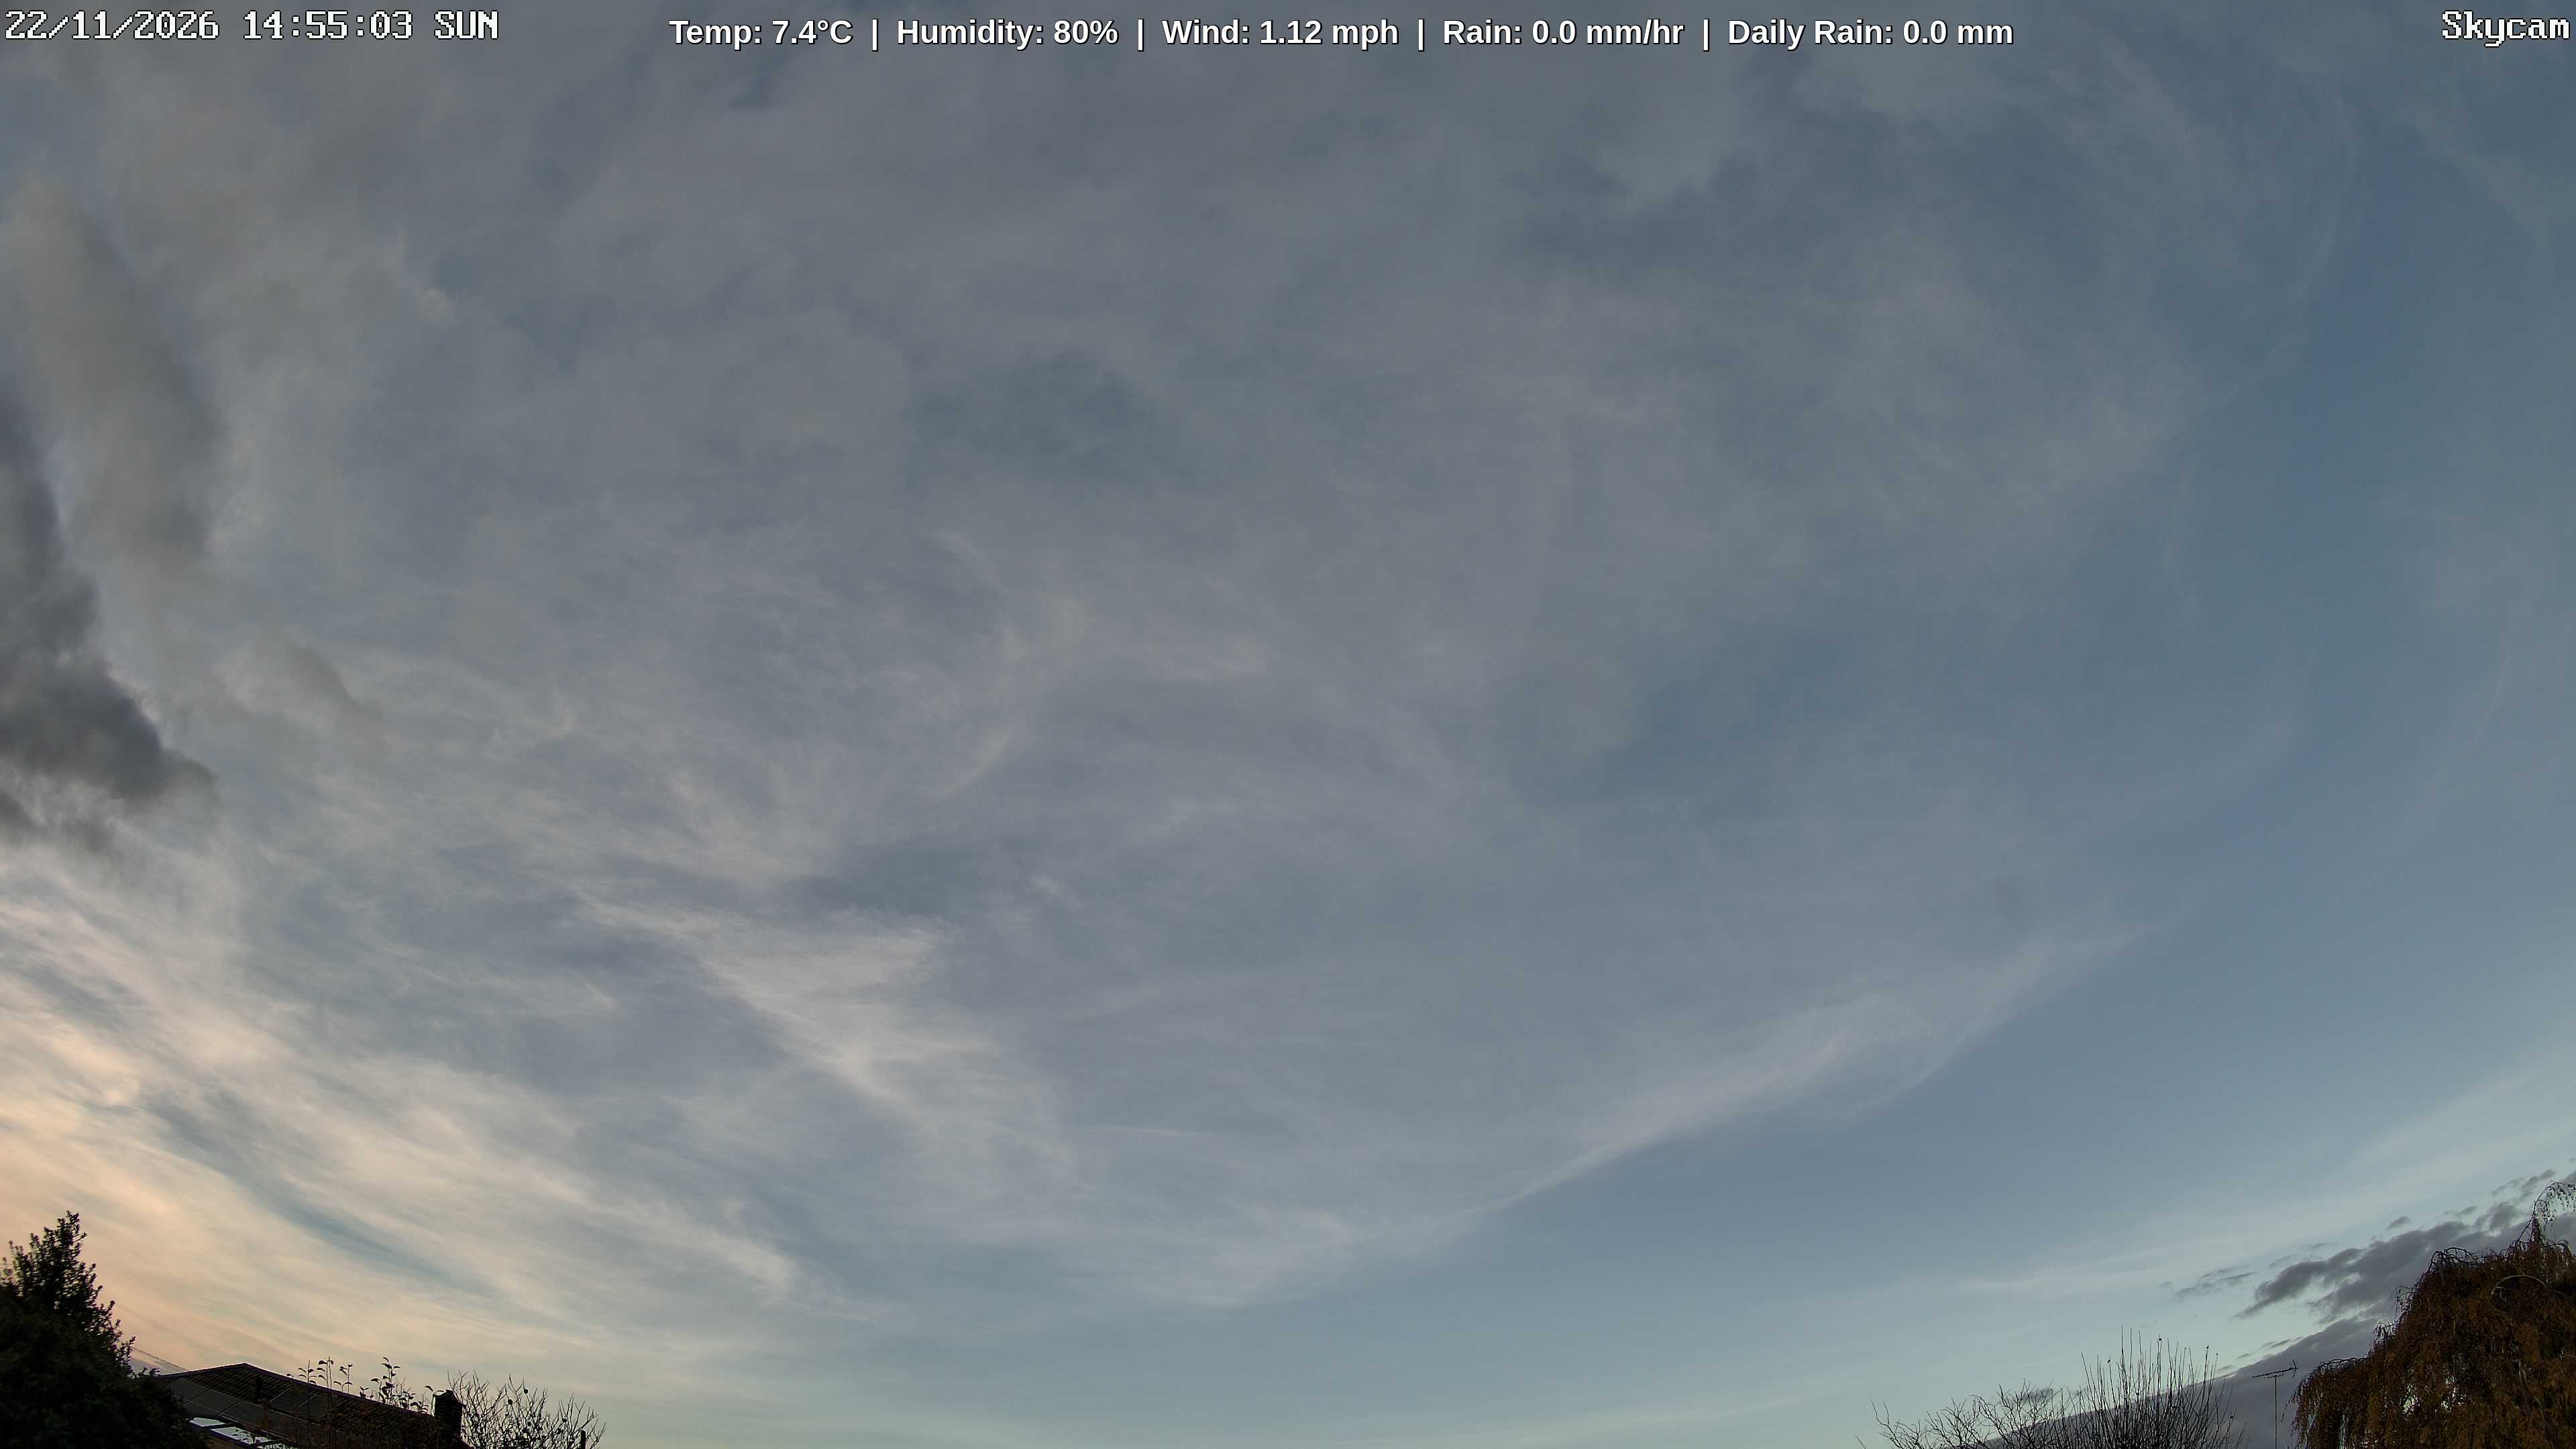 22/11/2026 14:55:03 SUN
Temp: 7.4°C | Humidity: 80% | Wind: 1.12 mph | Rain: 0.0 mm/hr | Daily Rain: 0.0 mm
Skycam